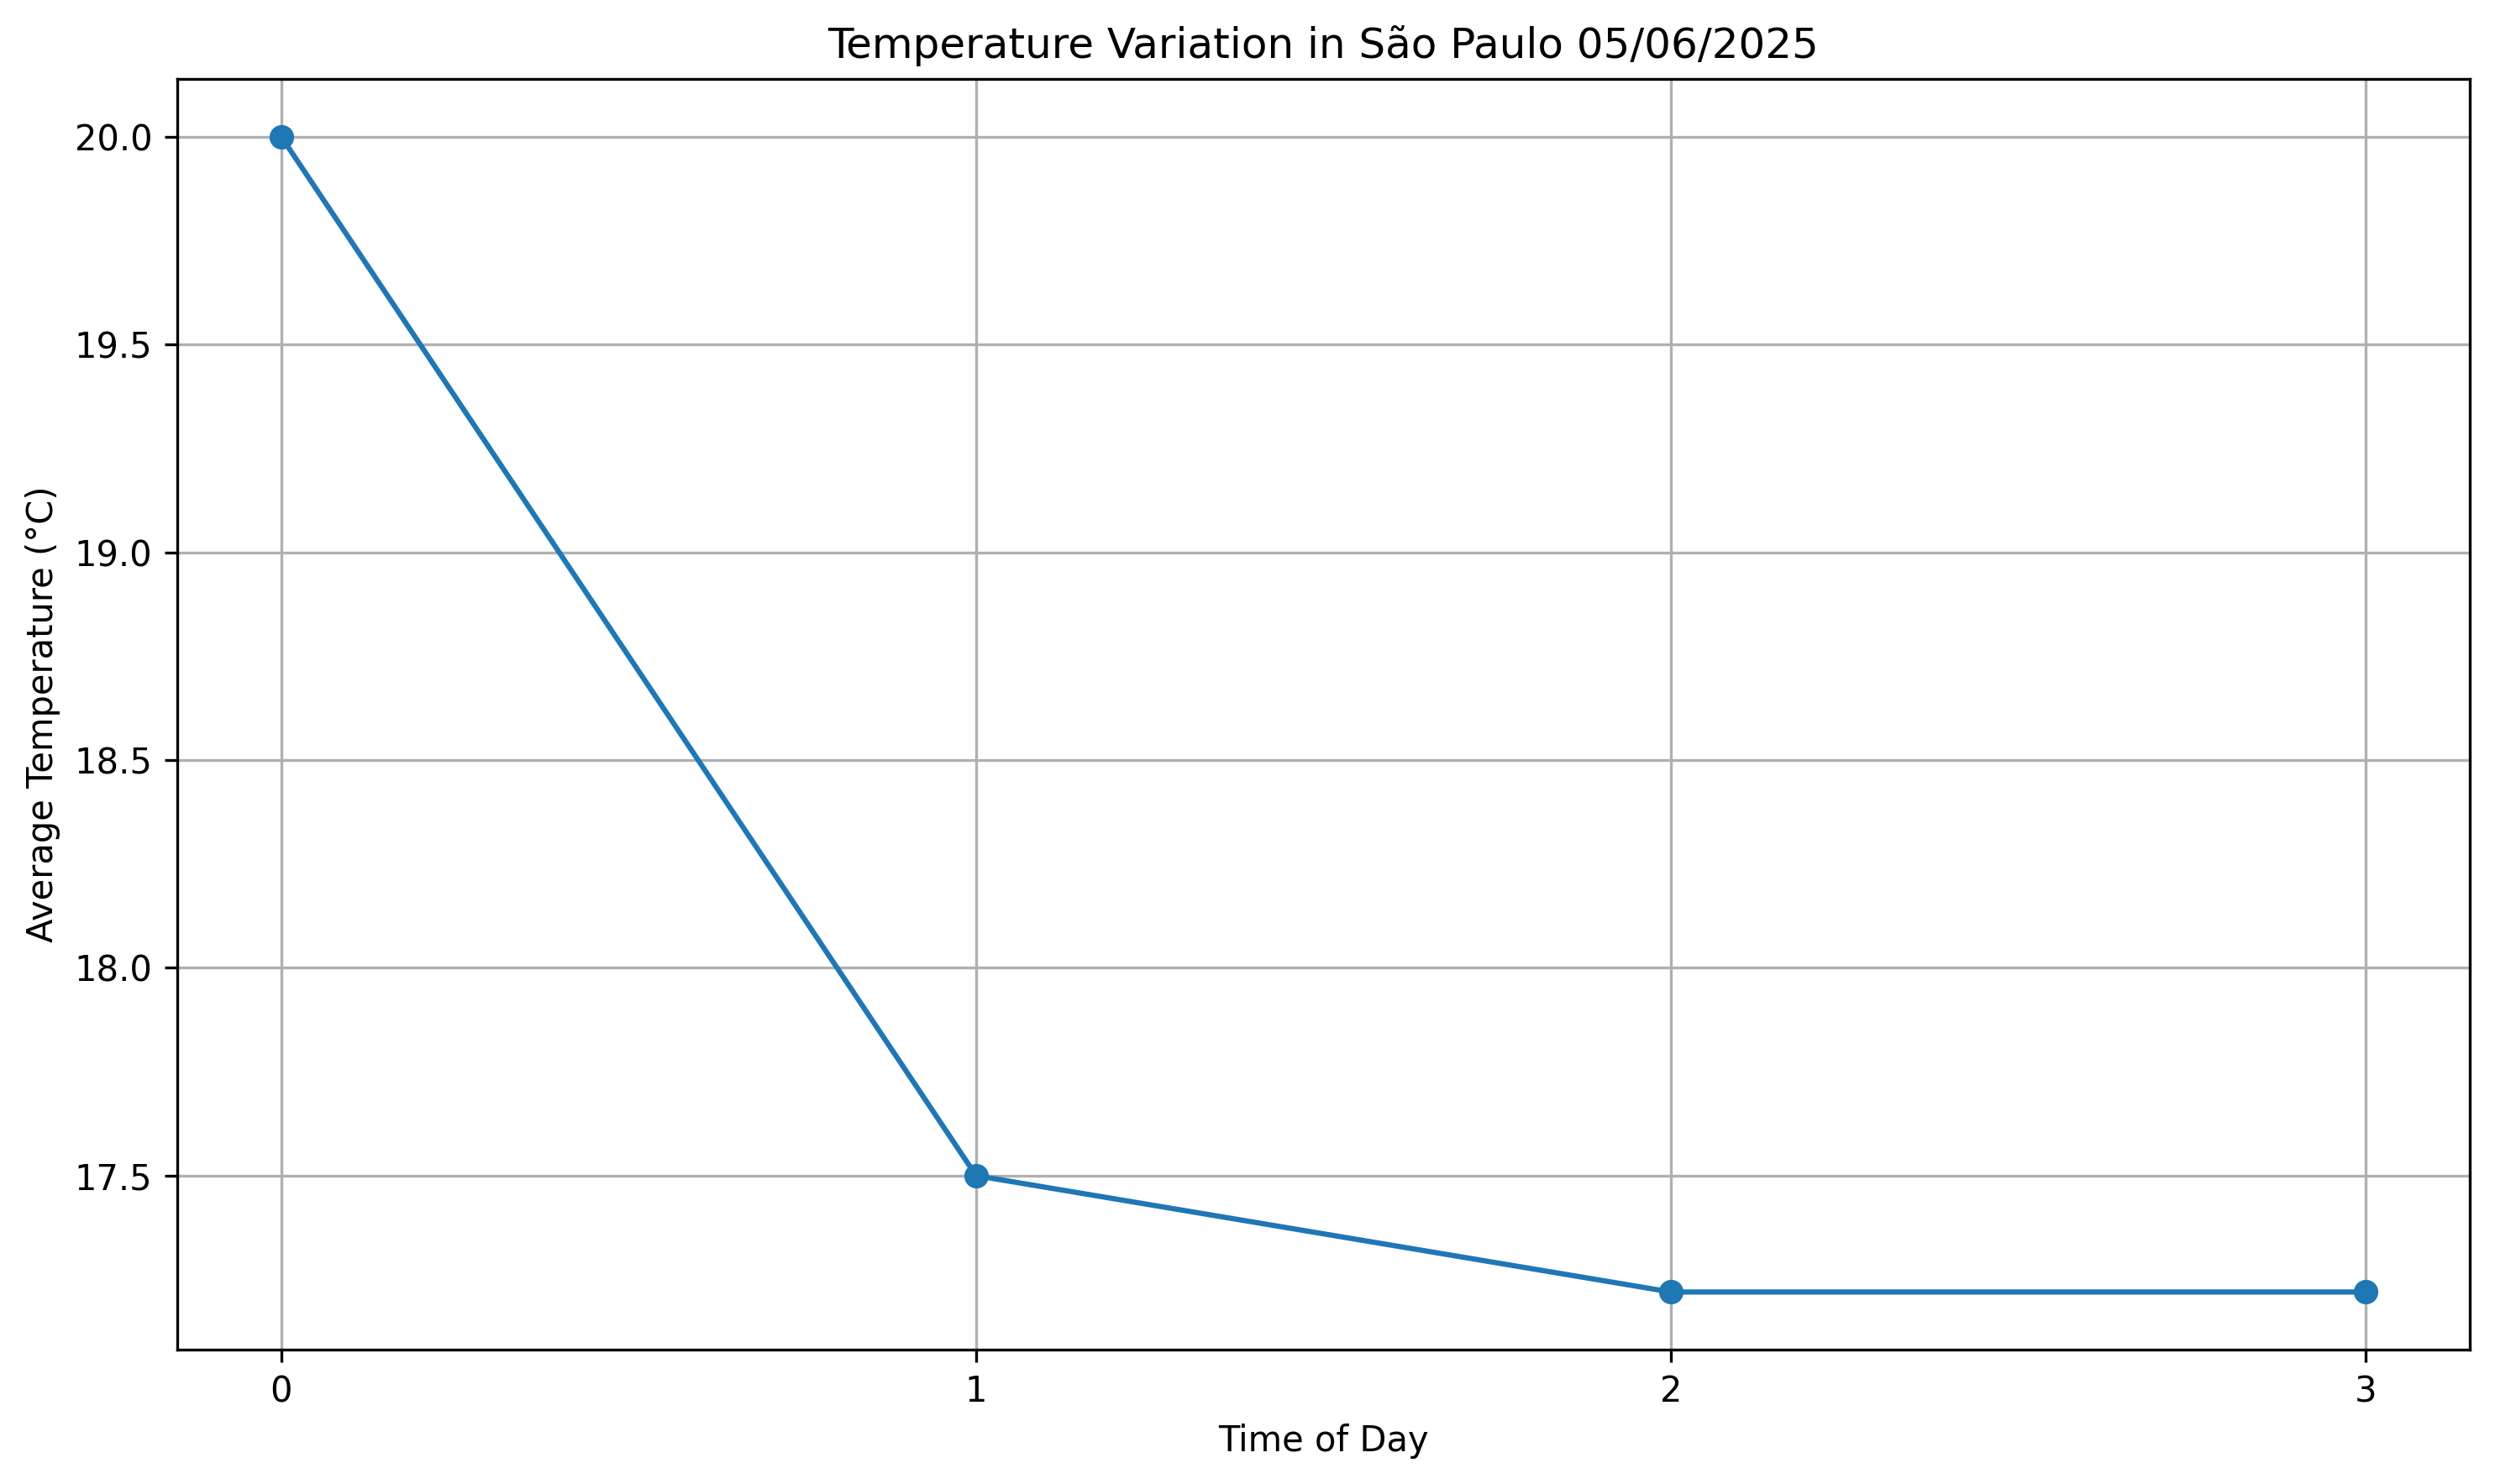 Temperature Variation in São Paulo 05/06/2025
20.0
19.5
19.0
18.5
18.0
17.5
Average Temperature (°C)
0 1 2 3
Time of Day